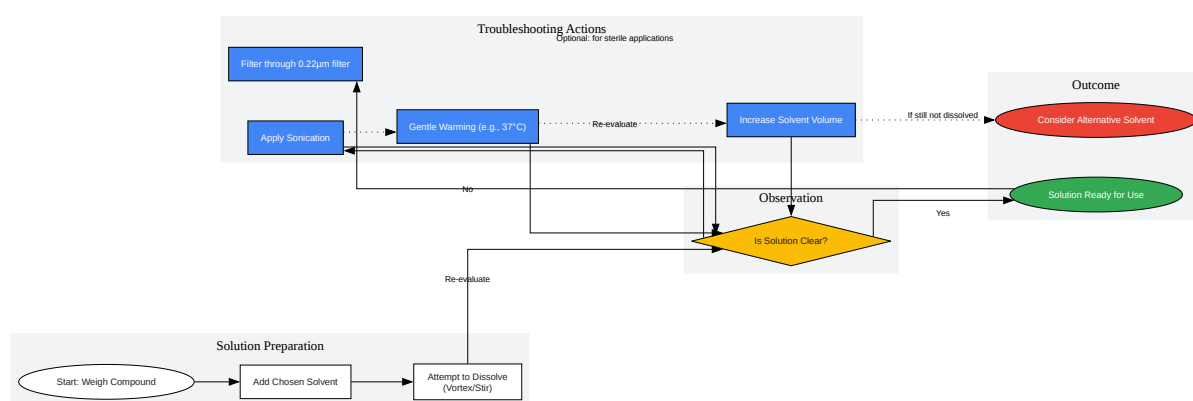 Troubleshooting Actions
Optional: for sterile applications
Filter through 0.22µm filter
Outcome
Increase Solvent Volume
If still not dissolved
Consider Alternative Solvent
Gentle Warming (e.g., 37°C)
Re-evaluate
Apply Sonication
No
Observation
Solution Ready for Use
Yes
Is Solution Clear?
Re-evaluate
Solution Preparation
Start: Weigh Compound
Add Chosen Solvent
Attempt to Dissolve
(Vortex/Stir)